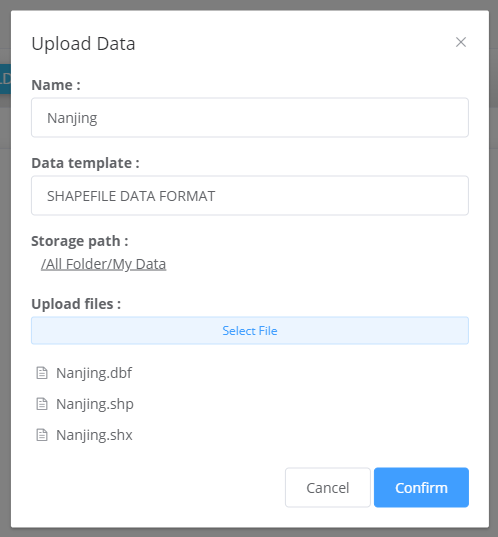 Upload Data
Name :
Nanjing
Data template :
SHAPEFILE DATA FORMAT
Storage path :
/All Folder/My Data
Upload files :
Select File
Nanjing.dbf
Nanjing.shp
Nanjing.shx
Cancel
Confirm